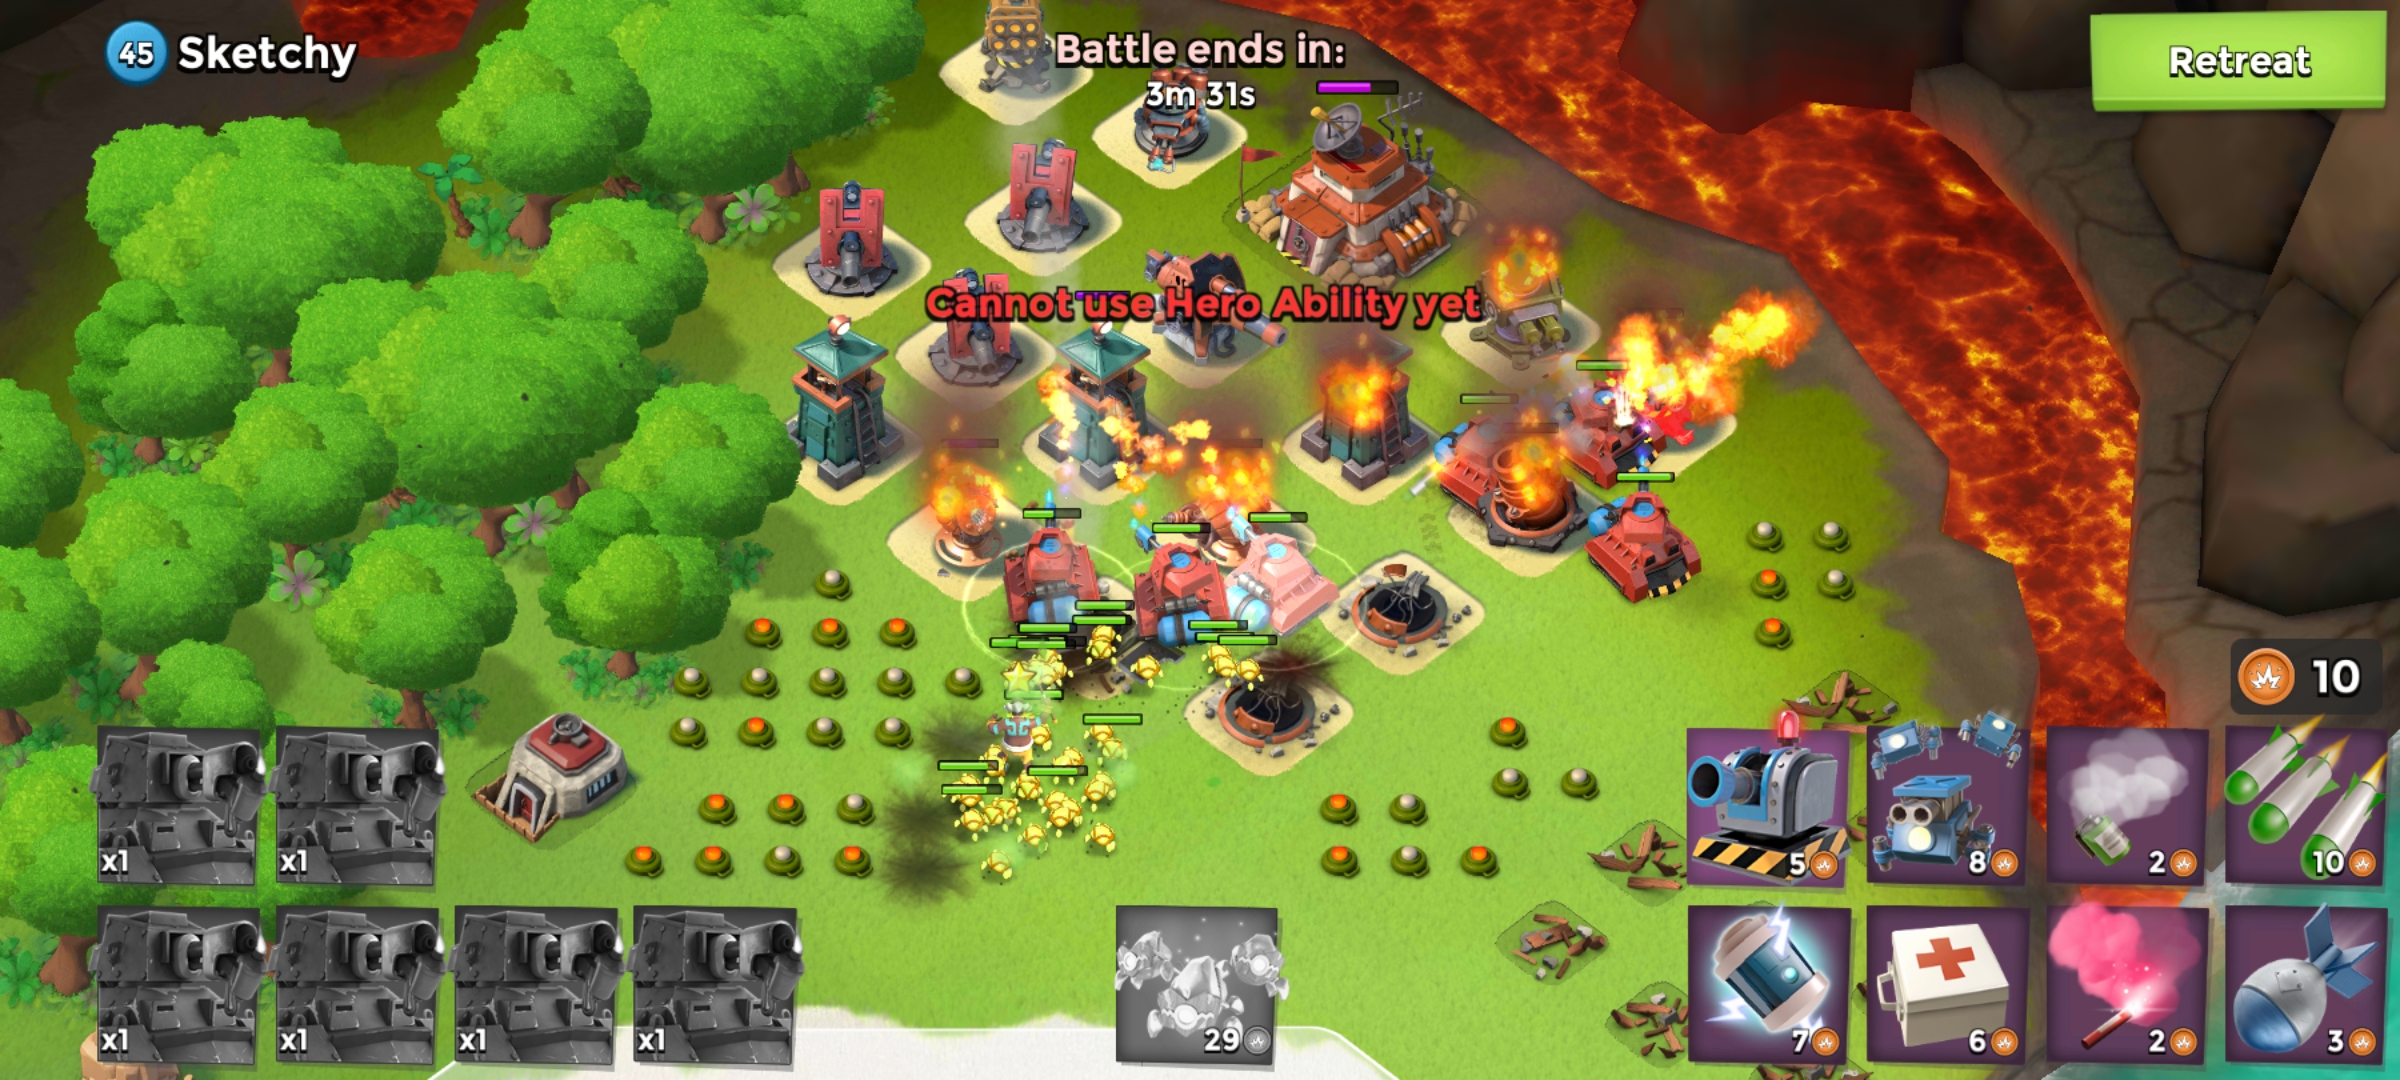 45 Sketchy
Battle ends in:
3m 31s
Retreat
Cannot use Hero Ability yet
10
x1
x1
5
8
2
10
x1
x1
x1
x1
29
7
6
2
3